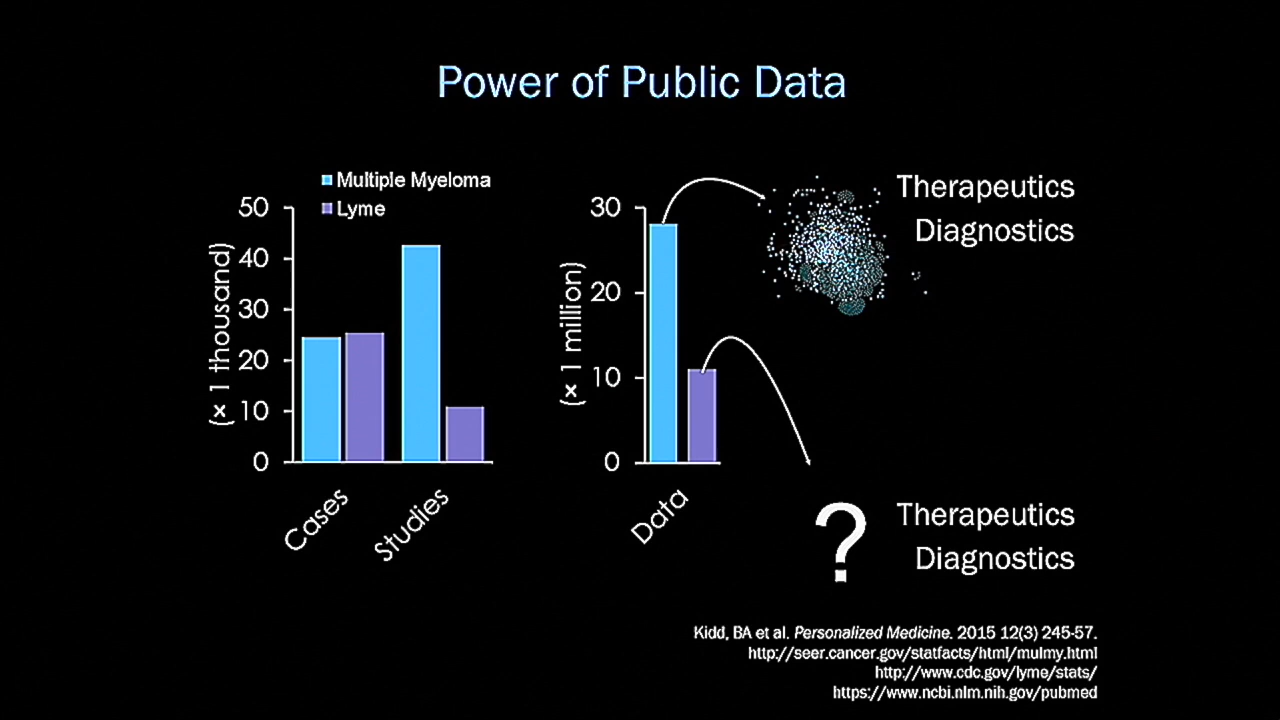 Power of Public Data
Multiple Myeloma
Lyme
50
40
30
20
10
0
(× 1 thousand)
Cases
Studies
30
20
10
0
(× 1 million)
Data
Therapeutics
Diagnostics
?
Therapeutics
Diagnostics
Kidd, BA et al. Personalized Medicine. 2015 12(3) 245-57.
http://seer.cancer.gov/statfacts/html/mulmy.html
http://www.cdc.gov/lyme/stats/
https://www.ncbi.nlm.nih.gov/pubmed